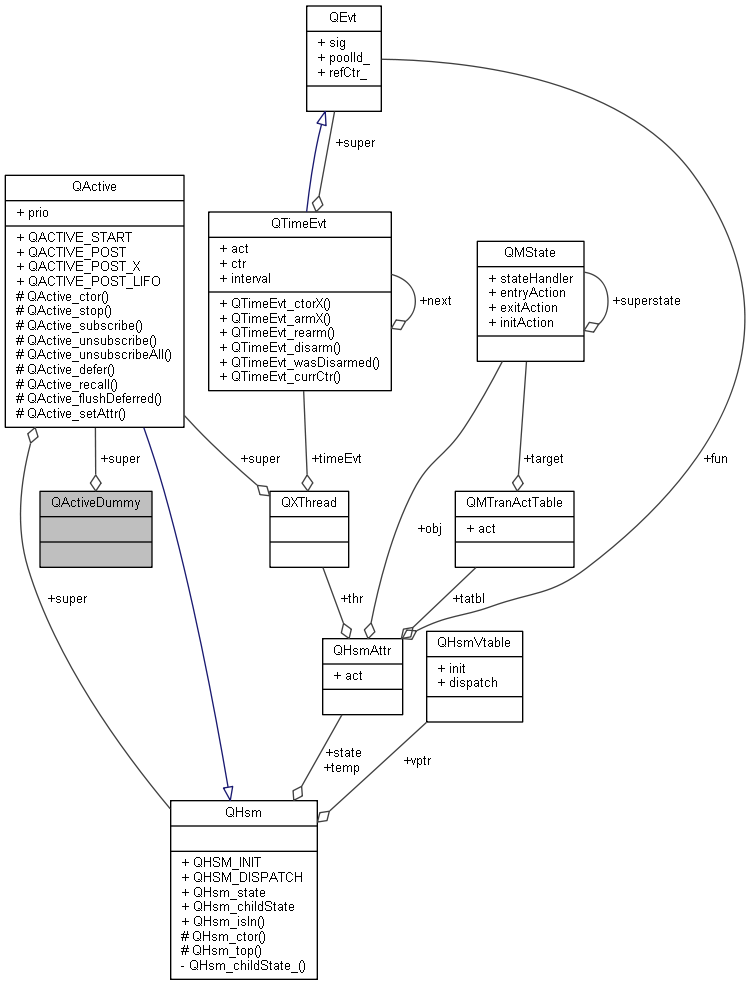 QEvt
+ sig
+ poolId_
+ refCtr_
+super
QActive
+ prio
+ QACTIVE_START
+ QACTIVE_POST
+ QACTIVE_POST_X
+ QACTIVE_POST_LIFO
# QActive_ctor()
# QActive_stop()
# QActive_subscribe()
# QActive_unsubscribe()
# QActive_unsubscribeAll()
# QActive_defer()
# QActive_recall()
# QActive_flushDeferred()
# QActive_setAttr()
QTimeEvt
+ act
+ ctr
+ interval
+ QTimeEvt_ctorX()
+ QTimeEvt_armX()
+ QTimeEvt_rearm()
+ QTimeEvt_disarm()
+ QTimeEvt_wasDisarmed()
+ QTimeEvt_currCtr()
+next
QMState
+ stateHandler
+ entryAction
+ exitAction
+ initAction
+superstate
+super
+super
+timeEvt
+target
+fun
QActiveDummy
QXThread
QMTranActTable
+ act
+obj
+super
+thr
+tatbl
QHsmAttr
+ act
QHsmVtable
+ init
+ dispatch
+state
+temp
+vptr
QHsm
+ QHSM_INIT
+ QHSM_DISPATCH
+ QHsm_state
+ QHsm_childState
+ QHsm_isIn()
# QHsm_ctor()
# QHsm_top()
- QHsm_childState_()